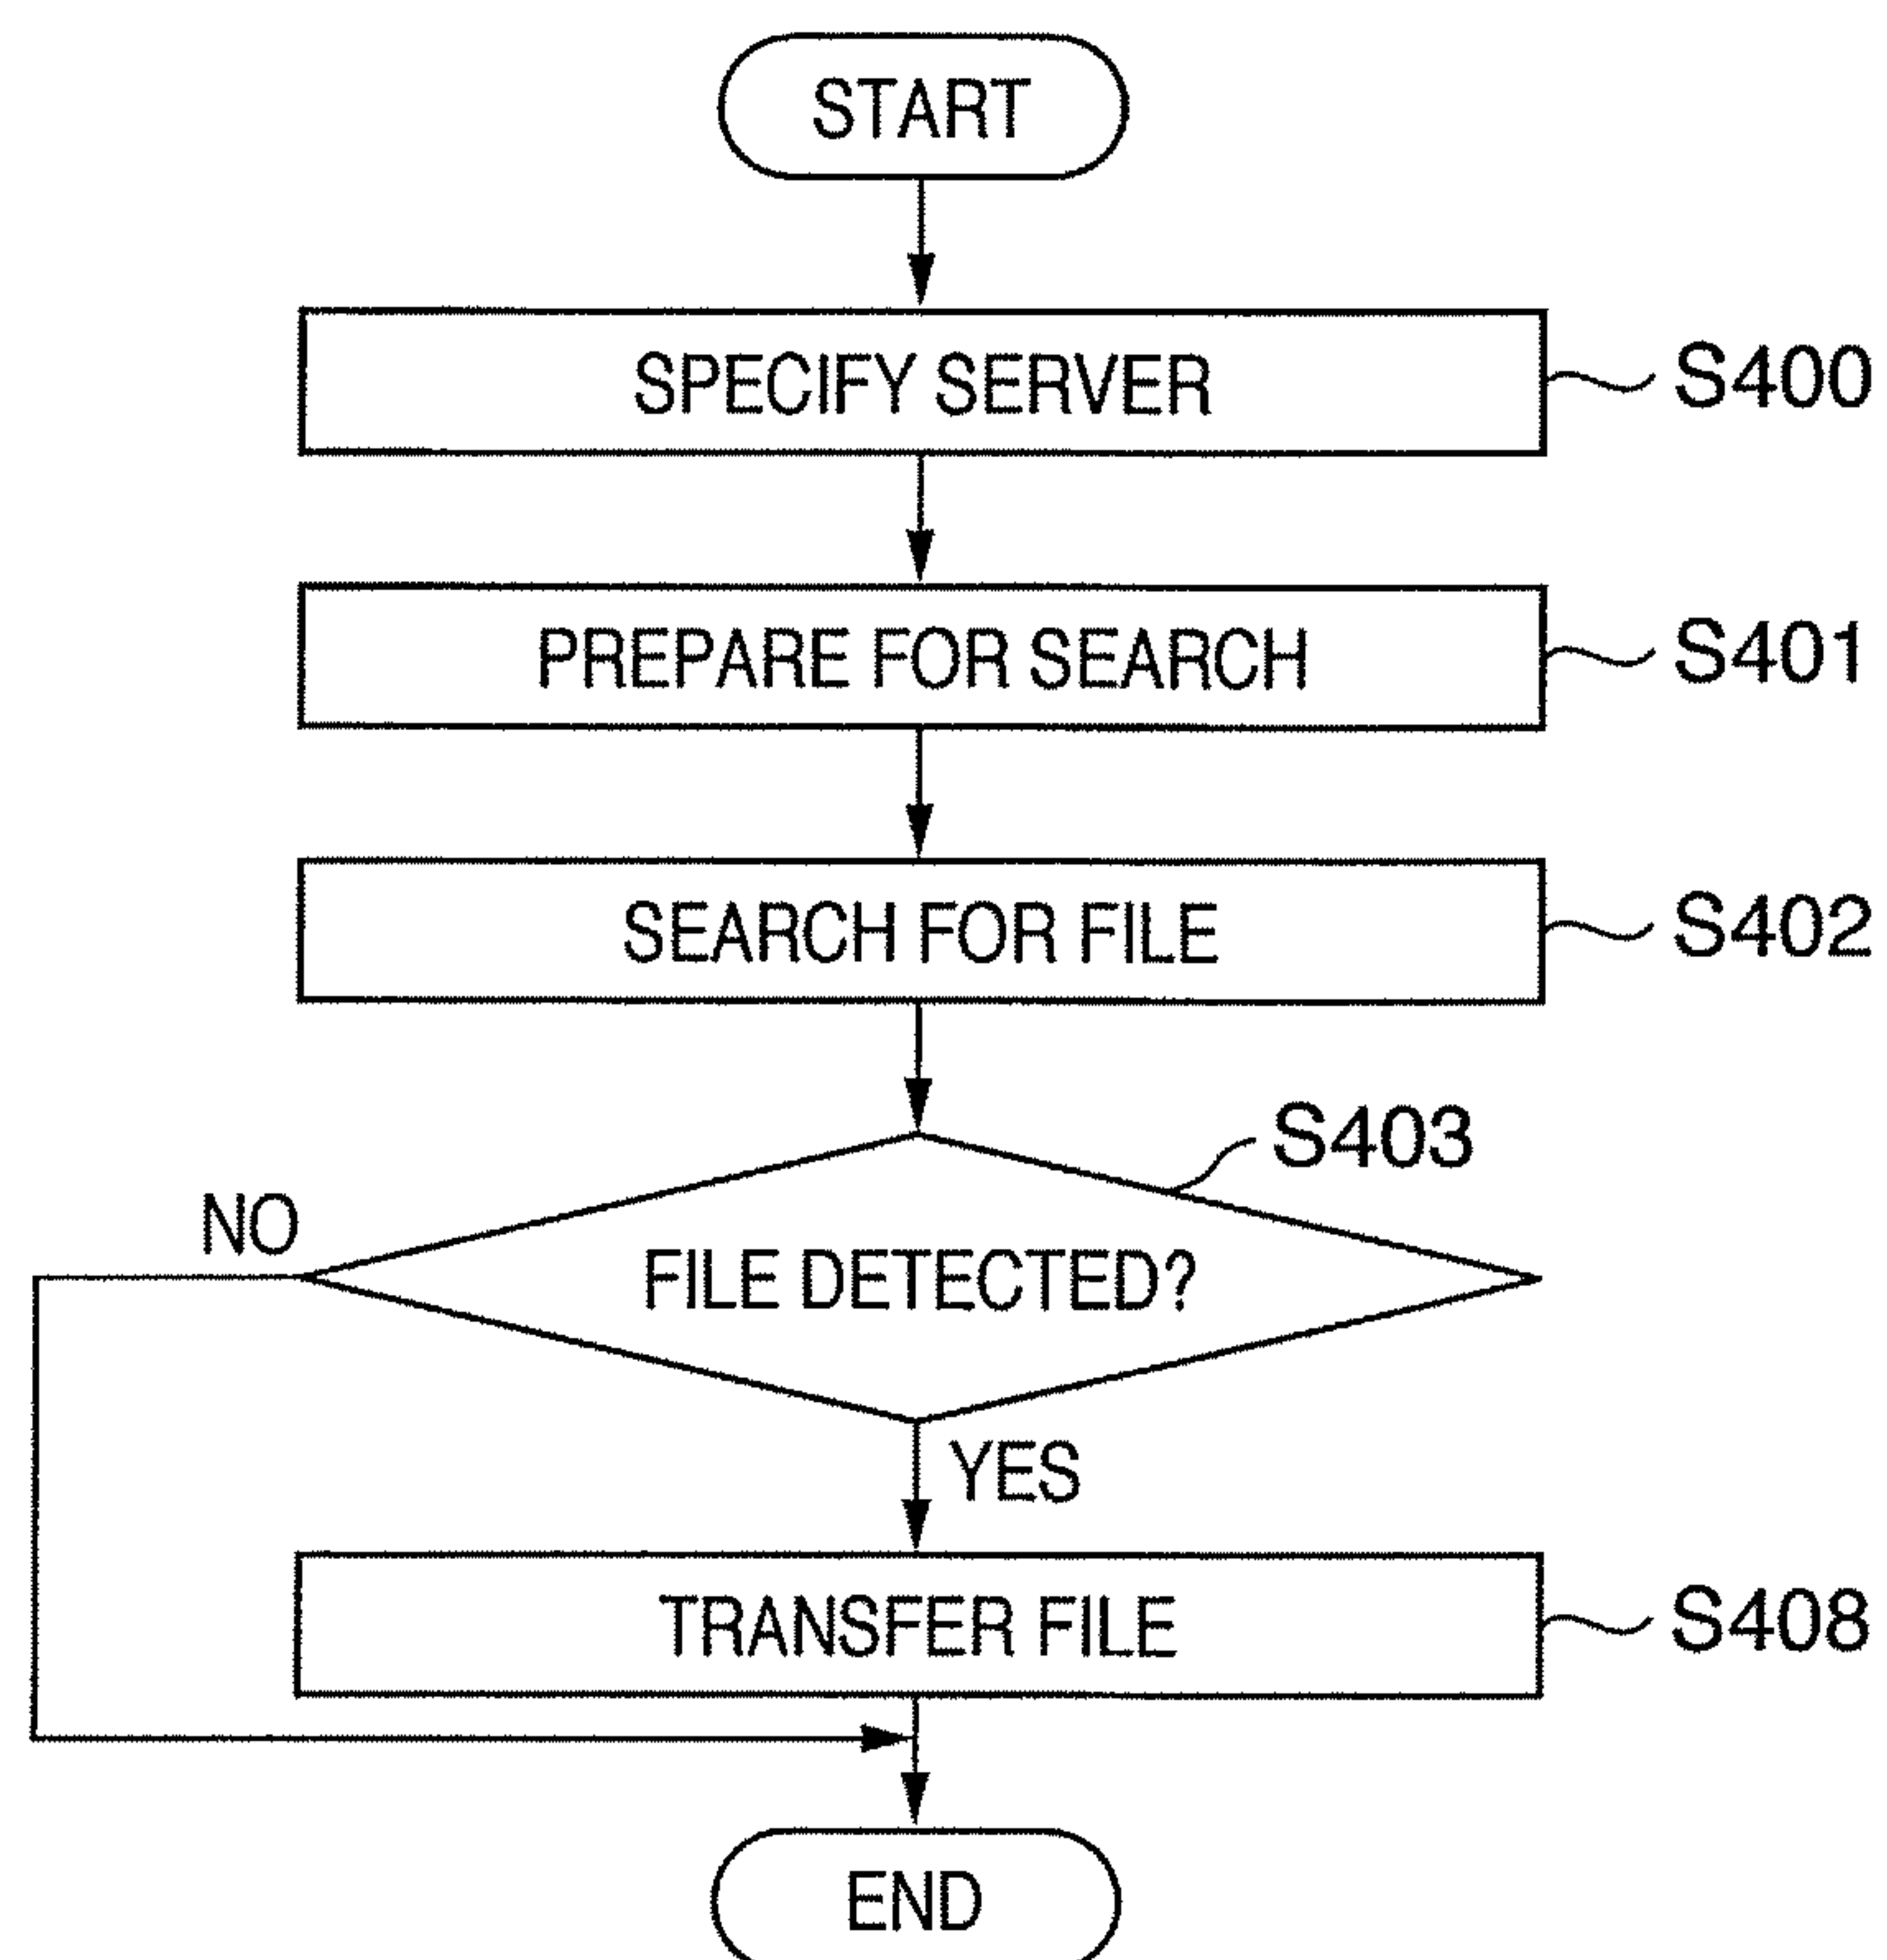 START
SPECIFY SERVER S400
PREPARE FOR SEARCH S401
SEARCH FOR FILE S402
S403
NO
FILE DETECTED?
YES
TRANSFER FILE S408
END